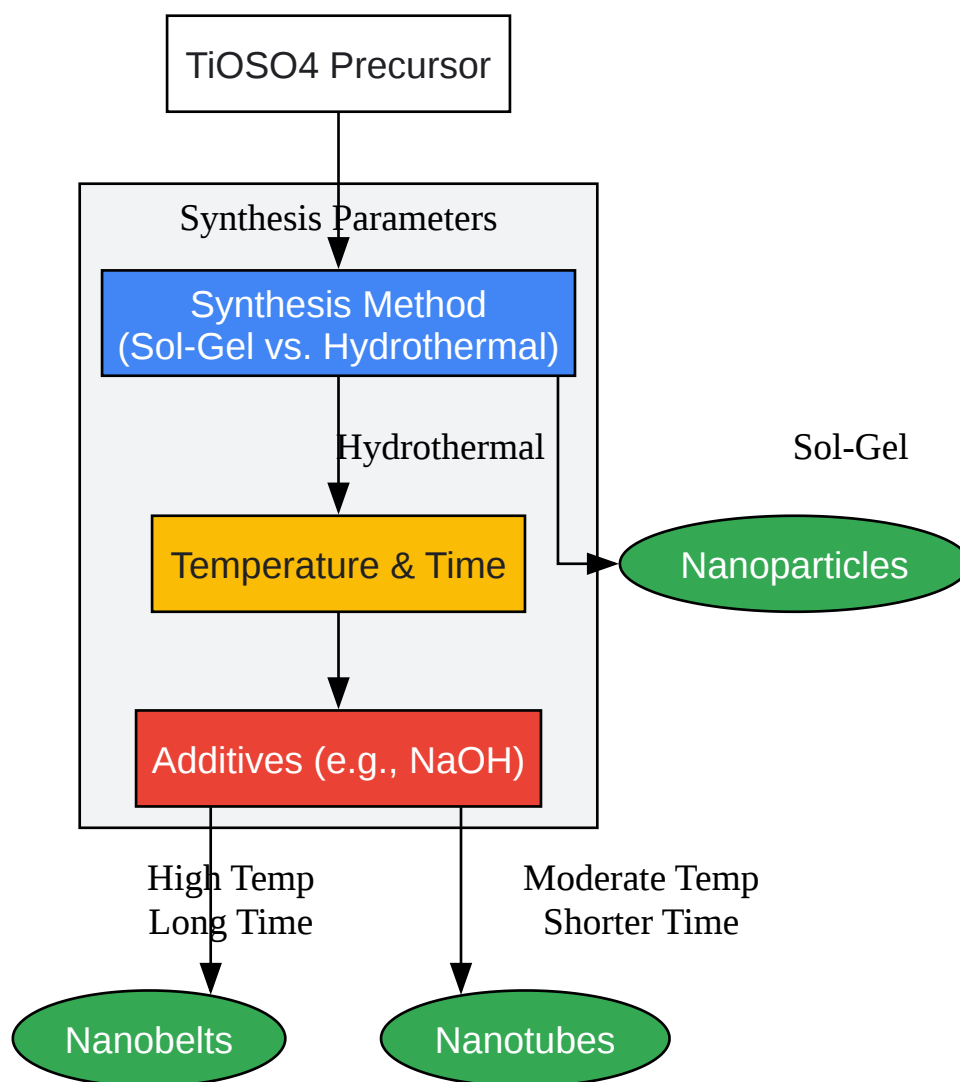 TiOSO4 Precursor
Synthesis Parameters
Synthesis Method
(Sol-Gel vs. Hydrothermal)
Hydrothermal
Sol-Gel
Temperature & Time
Nanoparticles
Additives (e.g., NaOH)
High Temp
Long Time
Moderate Temp
Shorter Time
Nanobelts
Nanotubes